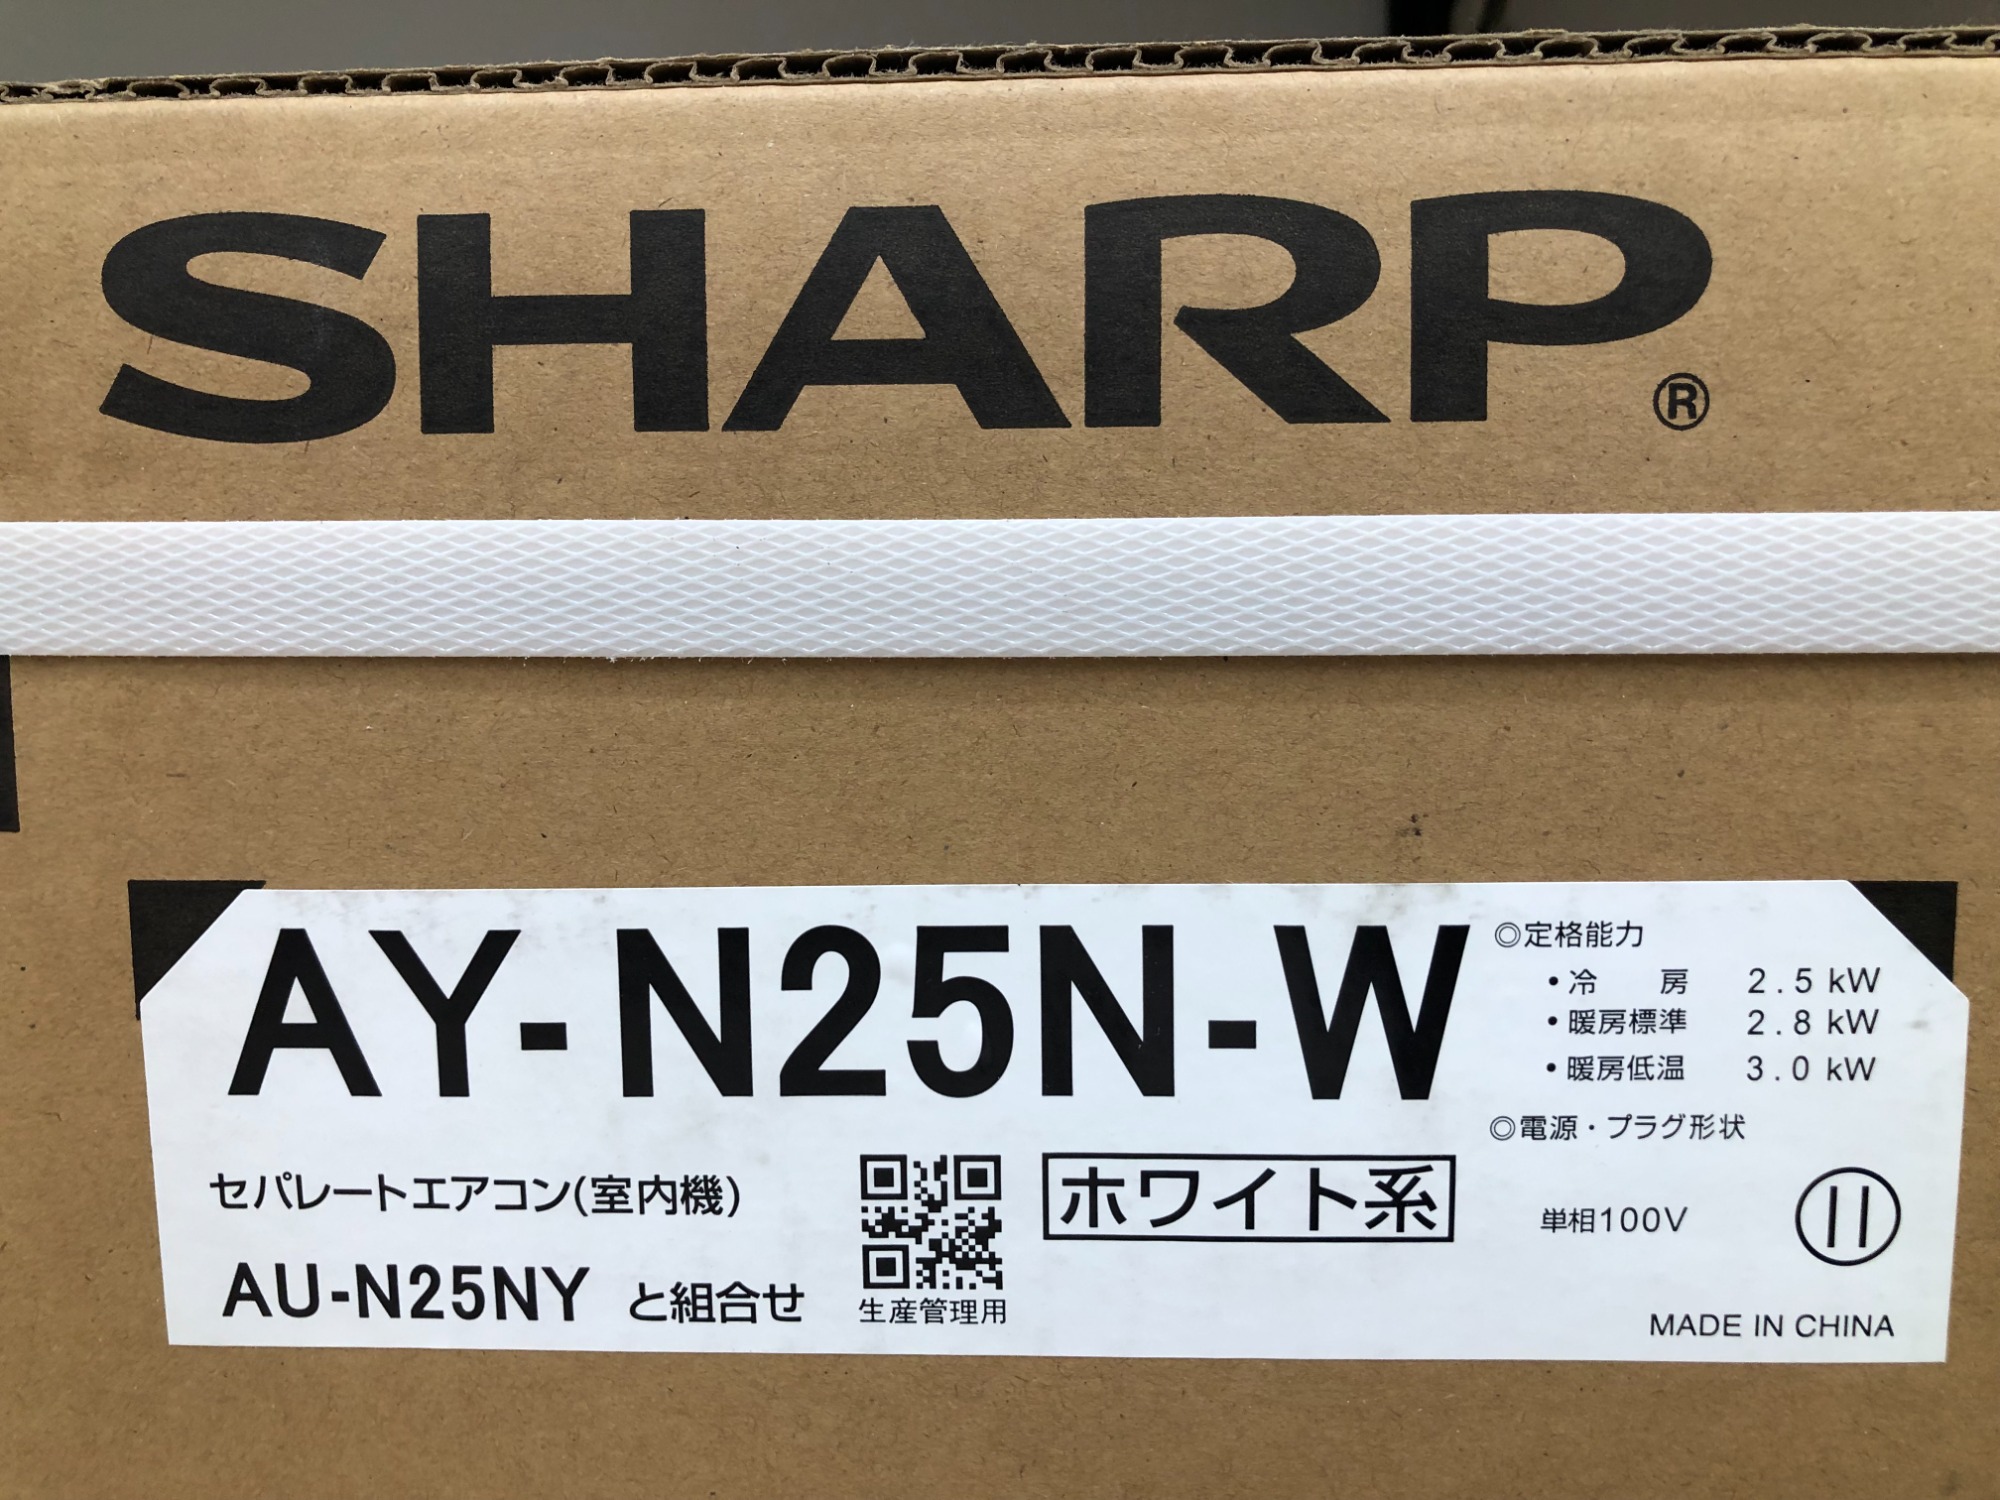 SHARP®
AY-N25N-W
◎定格能力
・冷　房 2.5 kW
・暖房標準 2.8 kW
・暖房低温 3.0 kW
◎電源・プラグ形状
単相100V
セパレートエアコン(室内機)
ホワイト系
AU-N25NY と組合せ
生産管理用
MADE IN CHINA